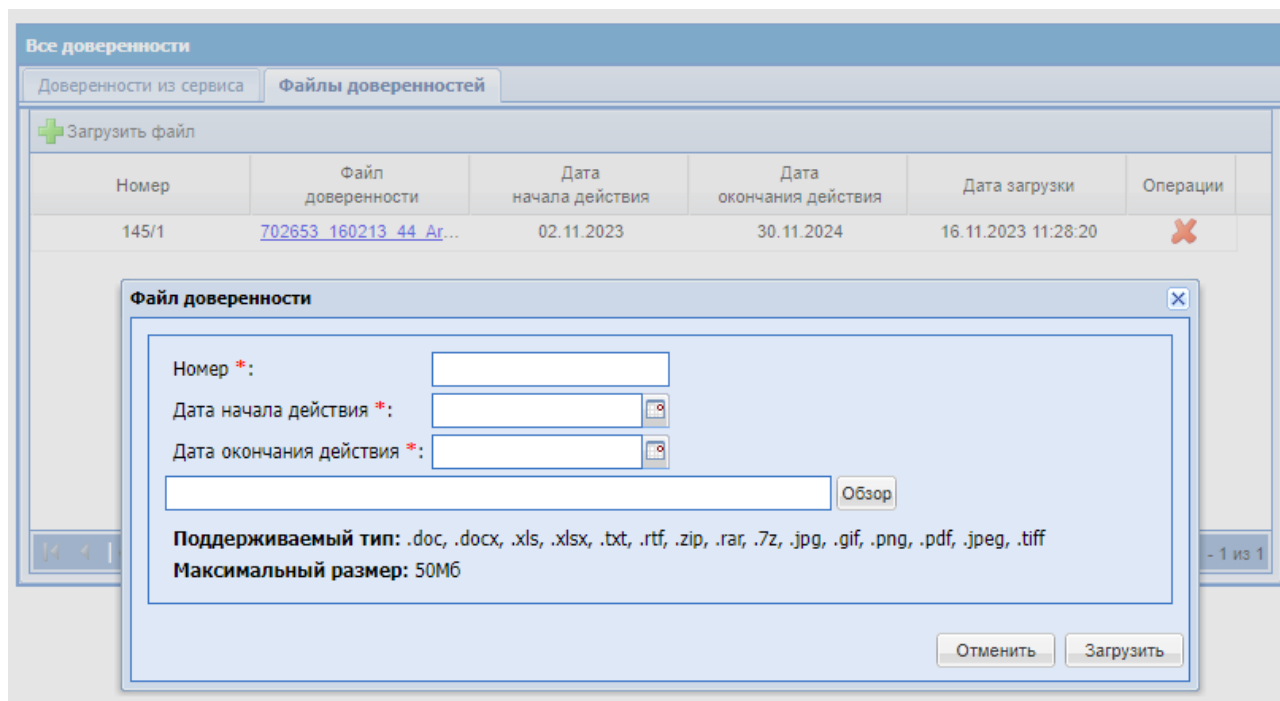 Все доверенности
Доверенности из сервиса Файлы доверенностей
Загрузить файл
Номер Файл доверенности Дата начала действия Дата окончания действия Дата загрузки Операции
145/1 702653_160213_44_Ar... 02.11.2023 30.11.2024 16.11.2023 11:28:20
Файл доверенности
Номер *:
Дата начала действия *:
Дата окончания действия *:
Обзор
Поддерживаемый тип: .doc, .docx, .xls, .xlsx, .txt, .rtf, .zip, .rar, .7z, .jpg, .gif, .png, .pdf, .jpeg, .tiff
Максимальный размер: 50Мб
- 1 из 1
Отменить Загрузить